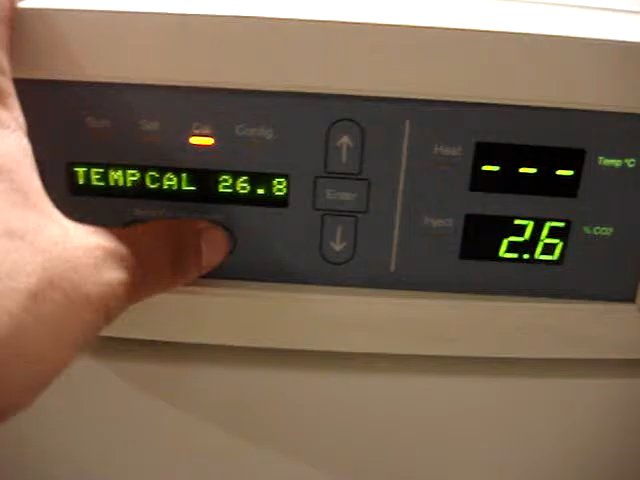 Run Set Cal Config
TEMPCAL 26.8
Enter
Heat
--- Temp °C
Inject
2.6 % CO2